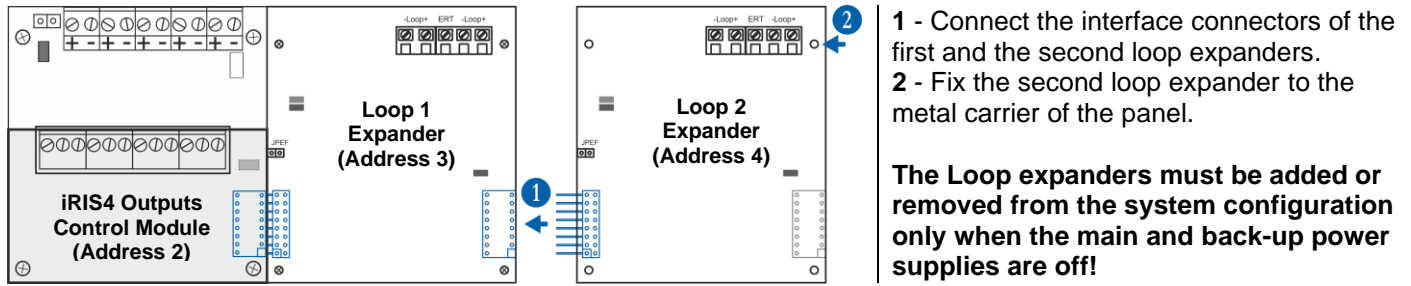 -Loop+ ERT -Loop+
+ - + - + - + - + -
Loop 1
Expander
(Address 3)
JPEF
iRIS4 Outputs
Control Module
(Address 2)
1
-Loop+ ERT -Loop+
2
Loop 2
Expander
(Address 4)
JPEF
1 - Connect the interface connectors of the
first and the second loop expanders.
2 - Fix the second loop expander to the
metal carrier of the panel.
The Loop expanders must be added or
removed from the system configuration
only when the main and back-up power
supplies are off!